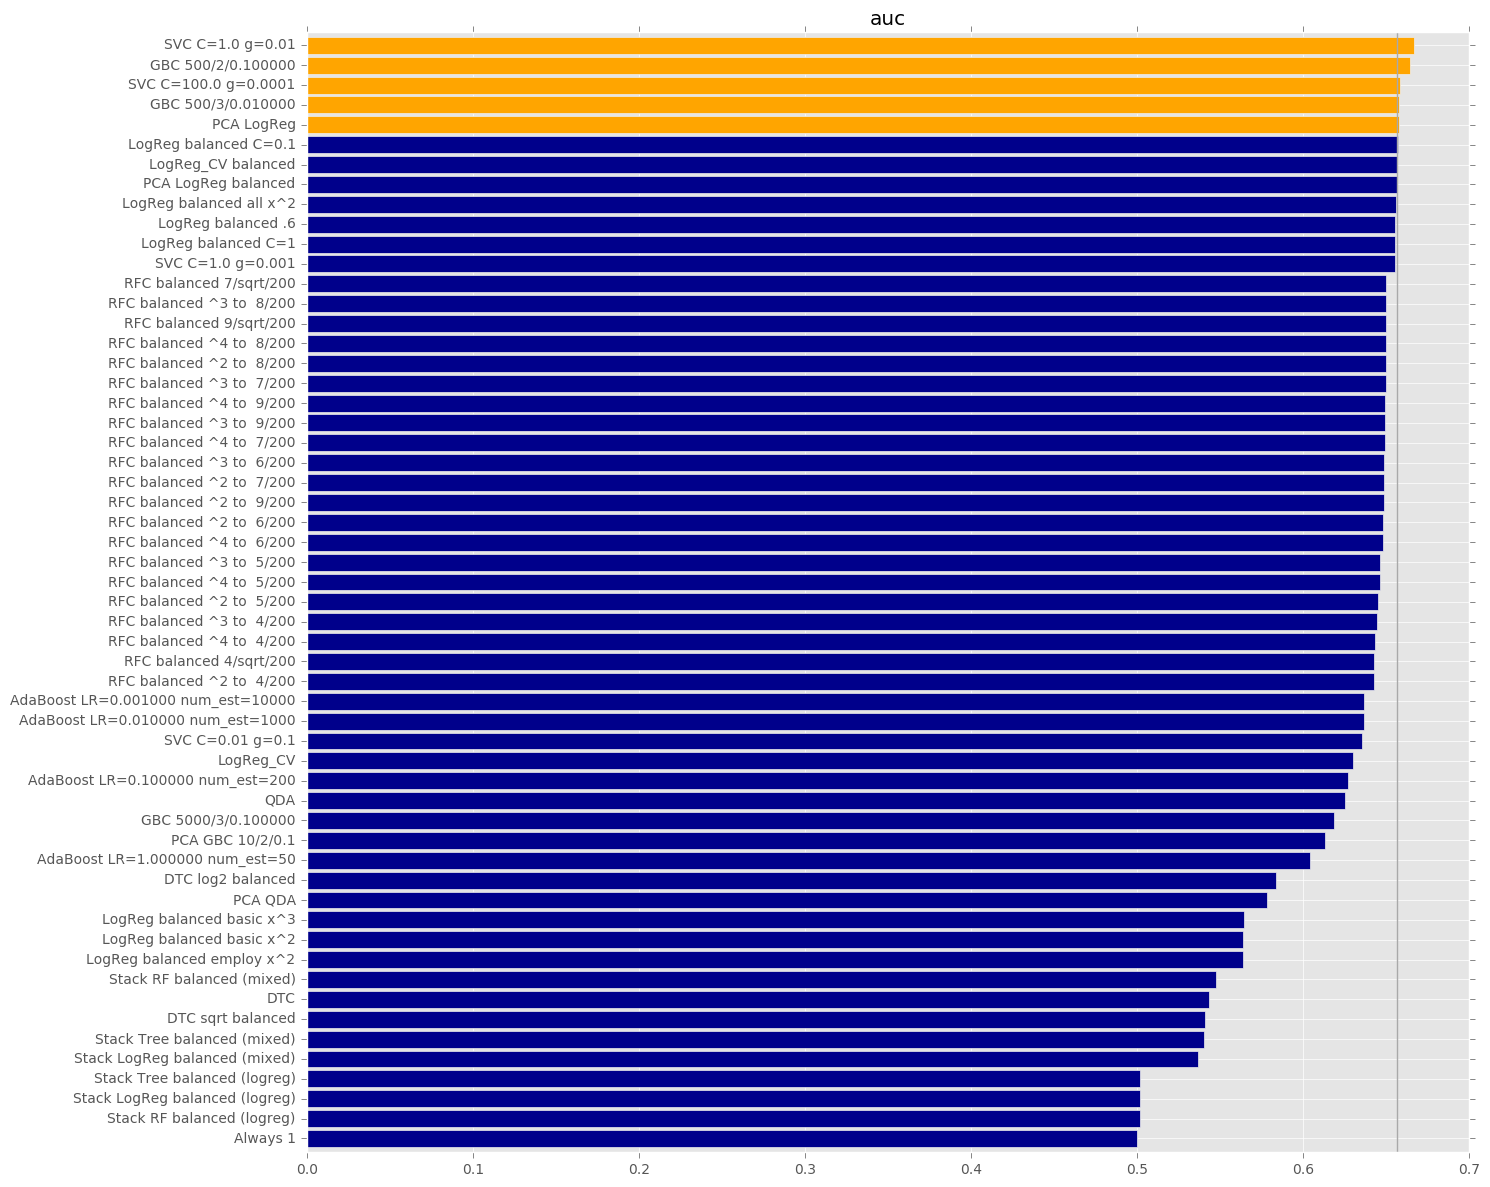 auc
SVC C=1.0 g=0.01
GBC 500/2/0.100000
SVC C=100.0 g=0.0001
GBC 500/3/0.010000
PCA LogReg
LogReg balanced C=0.1
LogReg_CV balanced
PCA LogReg balanced
LogReg balanced all x^2
LogReg balanced .6
LogReg balanced C=1
SVC C=1.0 g=0.001
RFC balanced 7/sqrt/200
RFC balanced ^3 to  8/200
RFC balanced 9/sqrt/200
RFC balanced ^4 to  8/200
RFC balanced ^2 to  8/200
RFC balanced ^3 to  7/200
RFC balanced ^4 to  9/200
RFC balanced ^3 to  9/200
RFC balanced ^4 to  7/200
RFC balanced ^3 to  6/200
RFC balanced ^2 to  7/200
RFC balanced ^2 to  9/200
RFC balanced ^2 to  6/200
RFC balanced ^4 to  6/200
RFC balanced ^3 to  5/200
RFC balanced ^4 to  5/200
RFC balanced ^2 to  5/200
RFC balanced ^3 to  4/200
RFC balanced ^4 to  4/200
RFC balanced 4/sqrt/200
RFC balanced ^2 to  4/200
AdaBoost LR=0.001000 num_est=10000
AdaBoost LR=0.010000 num_est=1000
SVC C=0.01 g=0.1
LogReg_CV
AdaBoost LR=0.100000 num_est=200
QDA
GBC 5000/3/0.100000
PCA GBC 10/2/0.1
AdaBoost LR=1.000000 num_est=50
DTC log2 balanced
PCA QDA
LogReg balanced basic x^3
LogReg balanced basic x^2
LogReg balanced employ x^2
Stack RF balanced (mixed)
DTC
DTC sqrt balanced
Stack Tree balanced (mixed)
Stack LogReg balanced (mixed)
Stack Tree balanced (logreg)
Stack LogReg balanced (logreg)
Stack RF balanced (logreg)
Always 1
0.0 0.1 0.2 0.3 0.4 0.5 0.6 0.7